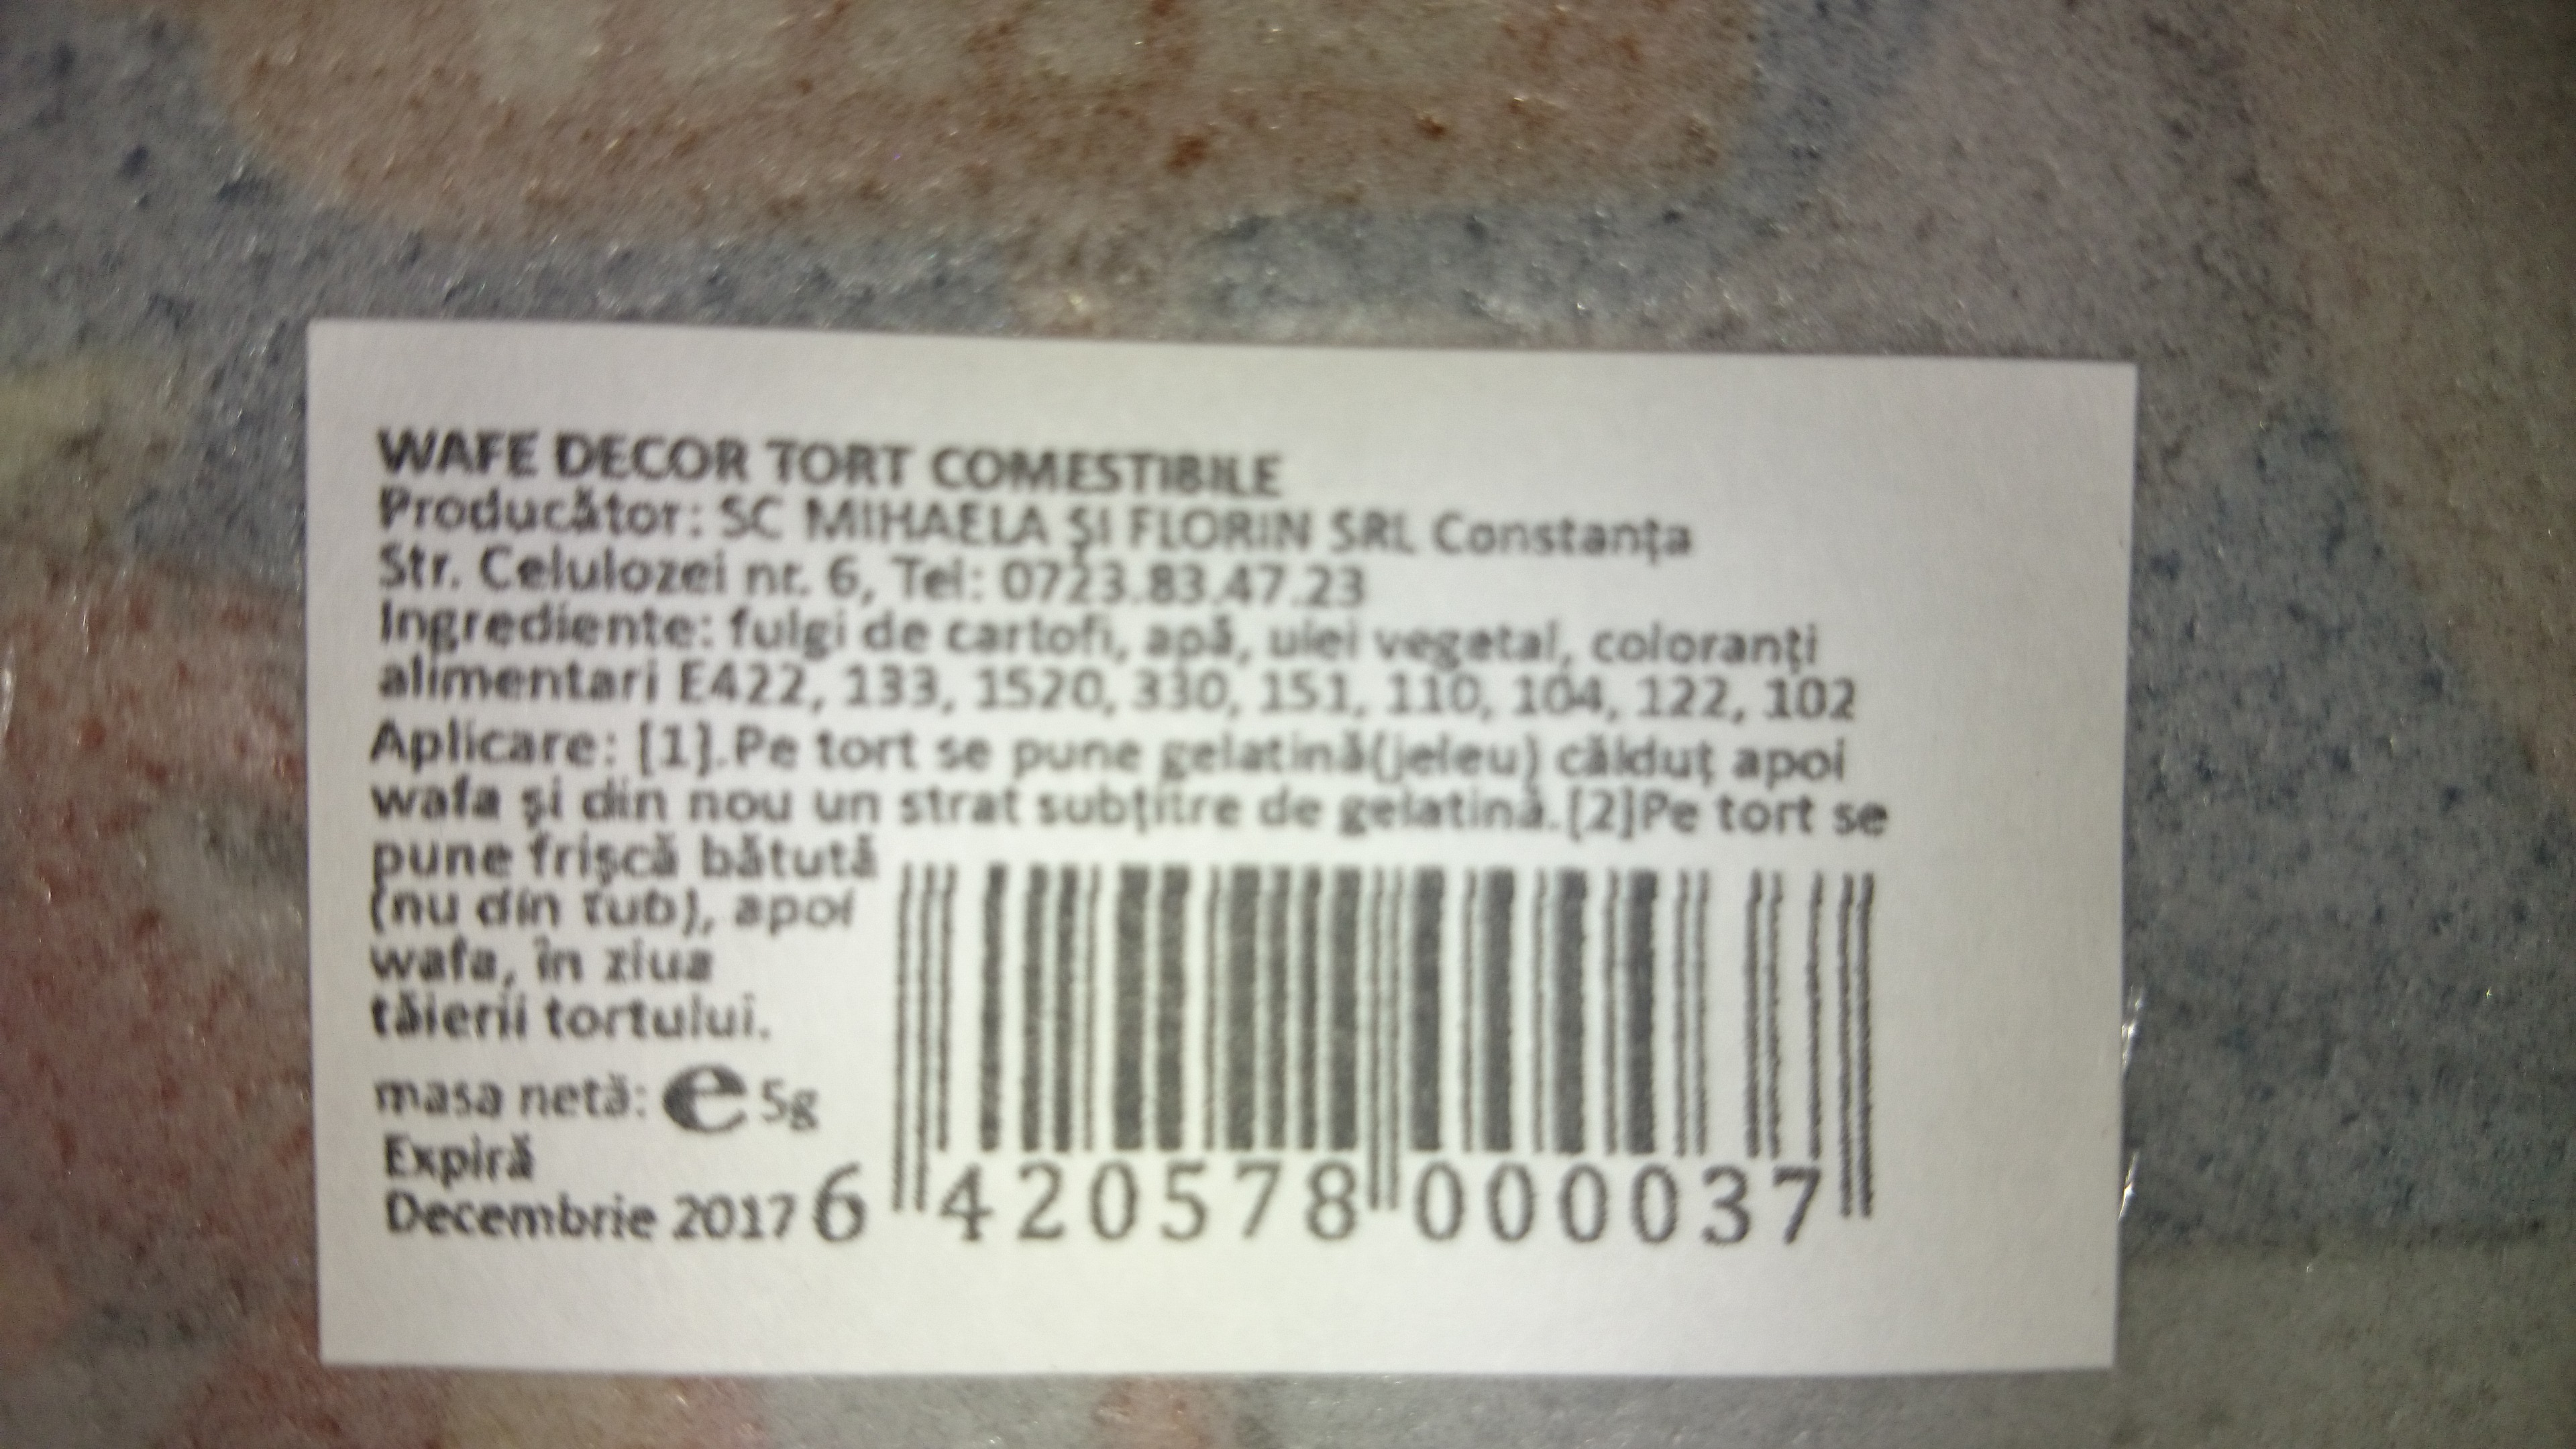 WAFE DECOR TORT COMESTIBILE
Producător: SC MIHAELA ŞI FLORIN SRL Constanţa
Str. Celulozei nr. 6, Tel: 0723.83.47.23
Ingrediente: fulgi de cartofi, apă, ulei vegetal, coloranţi
alimentari E422, 133, 1520, 330, 151, 110, 104, 122, 102
Aplicare: [1].Pe tort se pune gelatină(jeleu) călduţ apoi
wafa şi din nou un strat subţitre de gelatină.[2]Pe tort se
pune frişcă bătută
(nu din tub), apoi
wafa, în ziua
tăierii tortului.
masa netă: e 5g
Expiră
Decembrie 2017
6 420578 000037